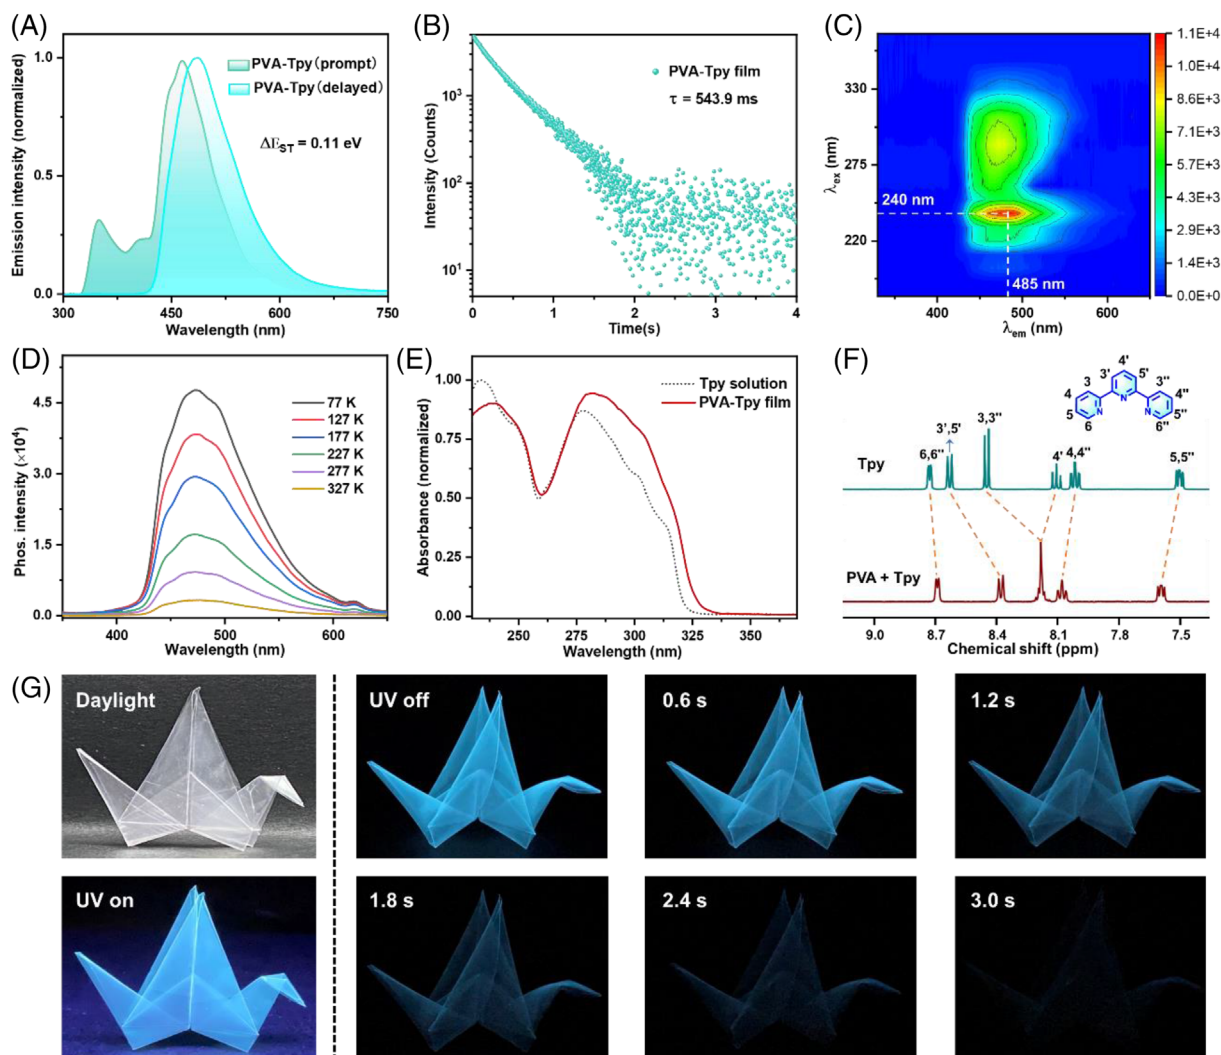 (A)
1.0
0.5
0.0
300
450
600
750
Emission intensity (normalized)
Wavelength (nm)
PVA-Tpy(prompt)
PVA-Tpy(delayed)
ΔE_ST = 0.11 eV
(B)
10³
10²
10¹
0
1
2
3
4
Intensity (Counts)
Time(s)
PVA-Tpy film
τ = 543.9 ms
(C)
330
275
220
400
500
600
λex (nm)
λem (nm)
240 nm
485 nm
1.1E+4
1.0E+4
8.6E+3
7.1E+3
5.7E+3
4.3E+3
2.9E+3
1.4E+3
0.0E+0
(D)
4.5
3.0
1.5
0.0
400
500
600
Phos. intensity (×10⁴)
Wavelength (nm)
77 K
127 K
177 K
227 K
277 K
327 K
(E)
1.00
0.75
0.50
0.25
0.00
250
275
300
325
350
Absorbance (normalized)
Wavelength (nm)
Tpy solution
PVA-Tpy film
(F)
4'
3'
5'
3
3''
4
4''
5
5''
6
6''
N
N
N
Tpy
6,6''
3',5'
3,3''
4'
4,4''
5,5''
PVA + Tpy
9.0
8.7
8.4
8.1
7.8
7.5
Chemical shift (ppm)
(G)
Daylight
UV off
0.6 s
1.2 s
UV on
1.8 s
2.4 s
3.0 s